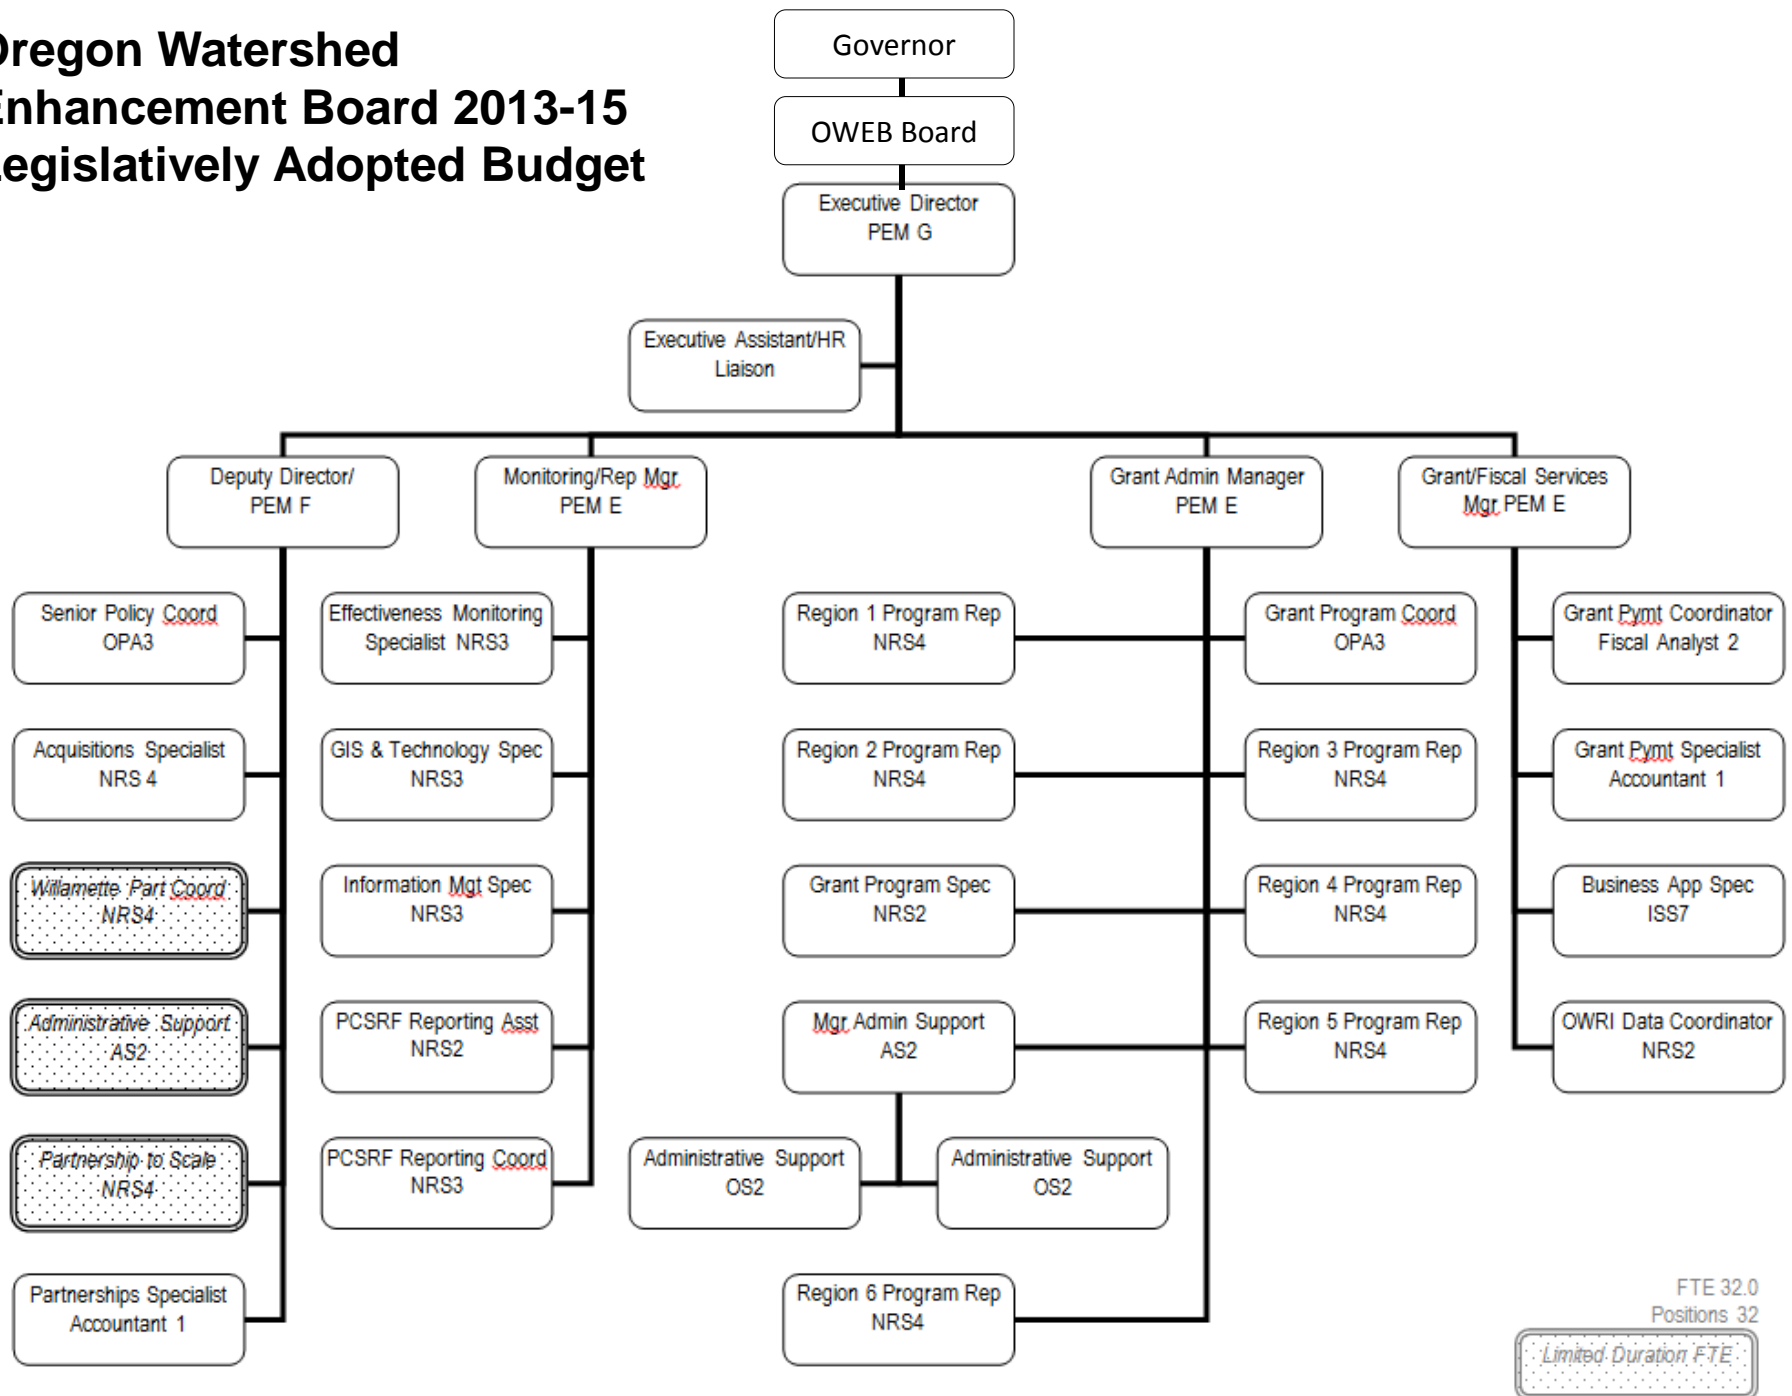 Oregon Watershed
Enhancement Board 2013-15
Legislatively Adopted Budget
Governor
OWEB Board
Executive Director
PEM G
Executive Assistant/HR
Liaison
Deputy Director/
PEM F
Monitoring/Rep Mgr
PEM E
Grant Admin Manager
PEM E
Grant/Fiscal Services
Mgr PEM E
Senior Policy Coord
OPA3
Effectiveness Monitoring
Specialist NRS3
Region 1 Program Rep
NRS4
Grant Program Coord
OPA3
Grant Pymt Coordinator
Fiscal Analyst 2
Acquisitions Specialist
NRS 4
GIS & Technology Spec
NRS3
Region 2 Program Rep
NRS4
Region 3 Program Rep
NRS4
Grant Pymt Specialist
Accountant 1
Willamette Part Coord
NRS4
Information Mgt Spec
NRS3
Grant Program Spec
NRS2
Region 4 Program Rep
NRS4
Business App Spec
ISS7
Administrative Support
AS2
PCSRF Reporting Asst
NRS2
Mgr Admin Support
AS2
Region 5 Program Rep
NRS4
OWRI Data Coordinator
NRS2
Partnership to Scale
NRS4
PCSRF Reporting Coord
NRS3
Administrative Support
OS2
Administrative Support
OS2
Partnerships Specialist
Accountant 1
Region 6 Program Rep
NRS4
FTE 32.0
Positions 32
Limited Duration FTE